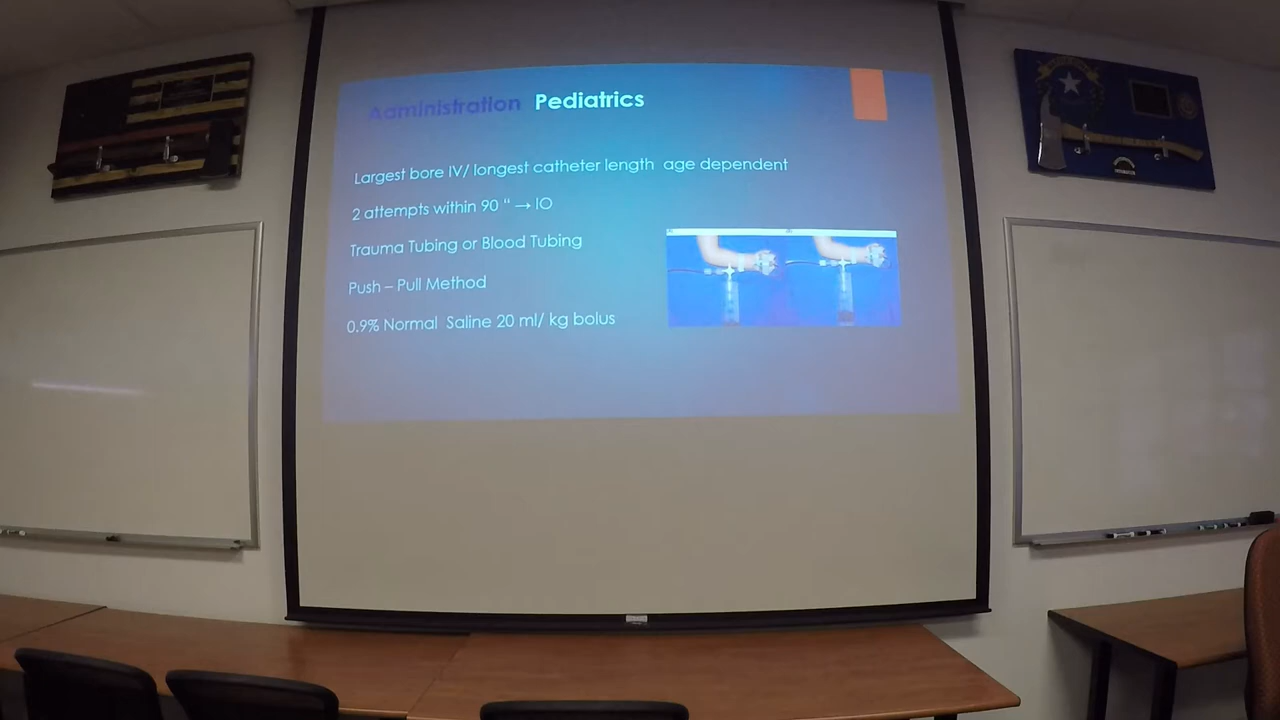 Administration Pediatrics
Largest bore IV/ longest catheter length age dependent
2 attempts within 90 “ → IO
Trauma Tubing or Blood Tubing
Push – Pull Method
0.9% Normal Saline 20 ml/ kg bolus